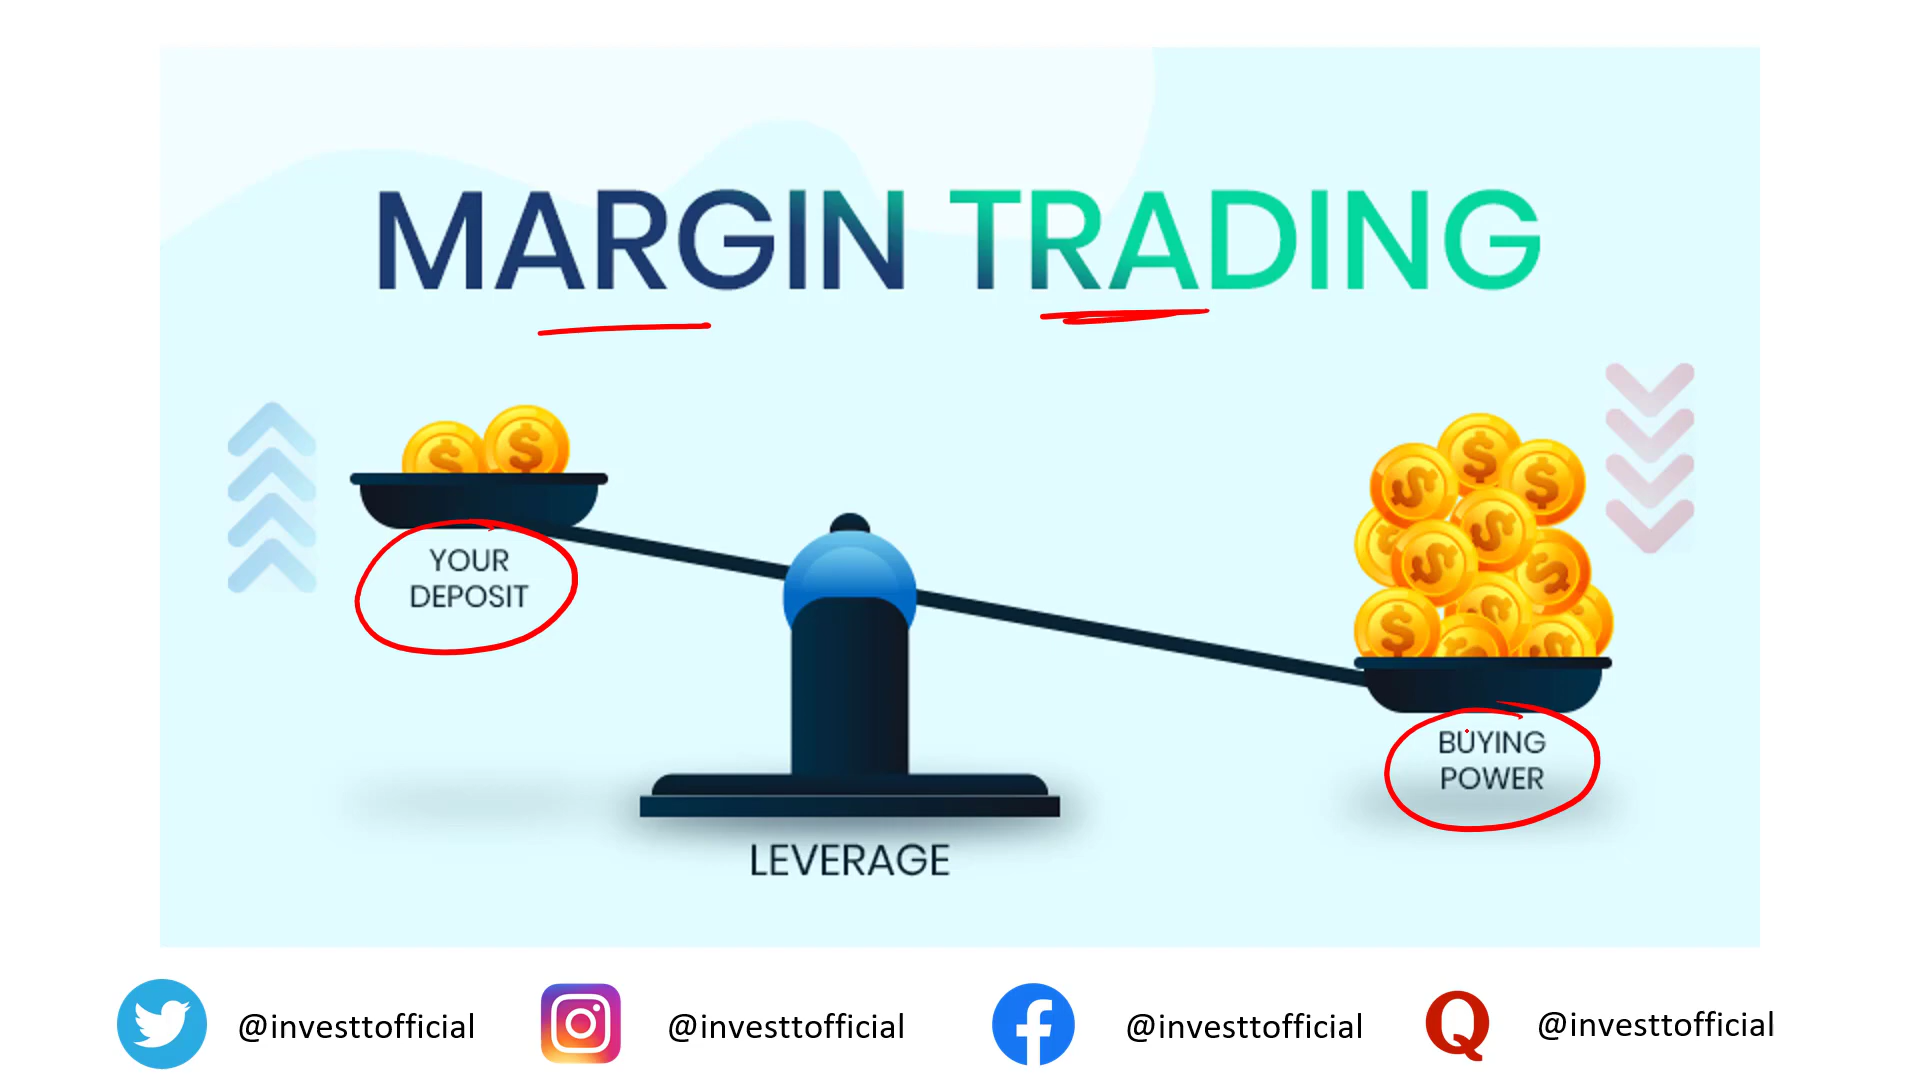 MARGIN TRADING
YOUR
DEPOSIT
BUYING
POWER
LEVERAGE
@investtofficial
@investtofficial
@investtofficial
@investtofficial